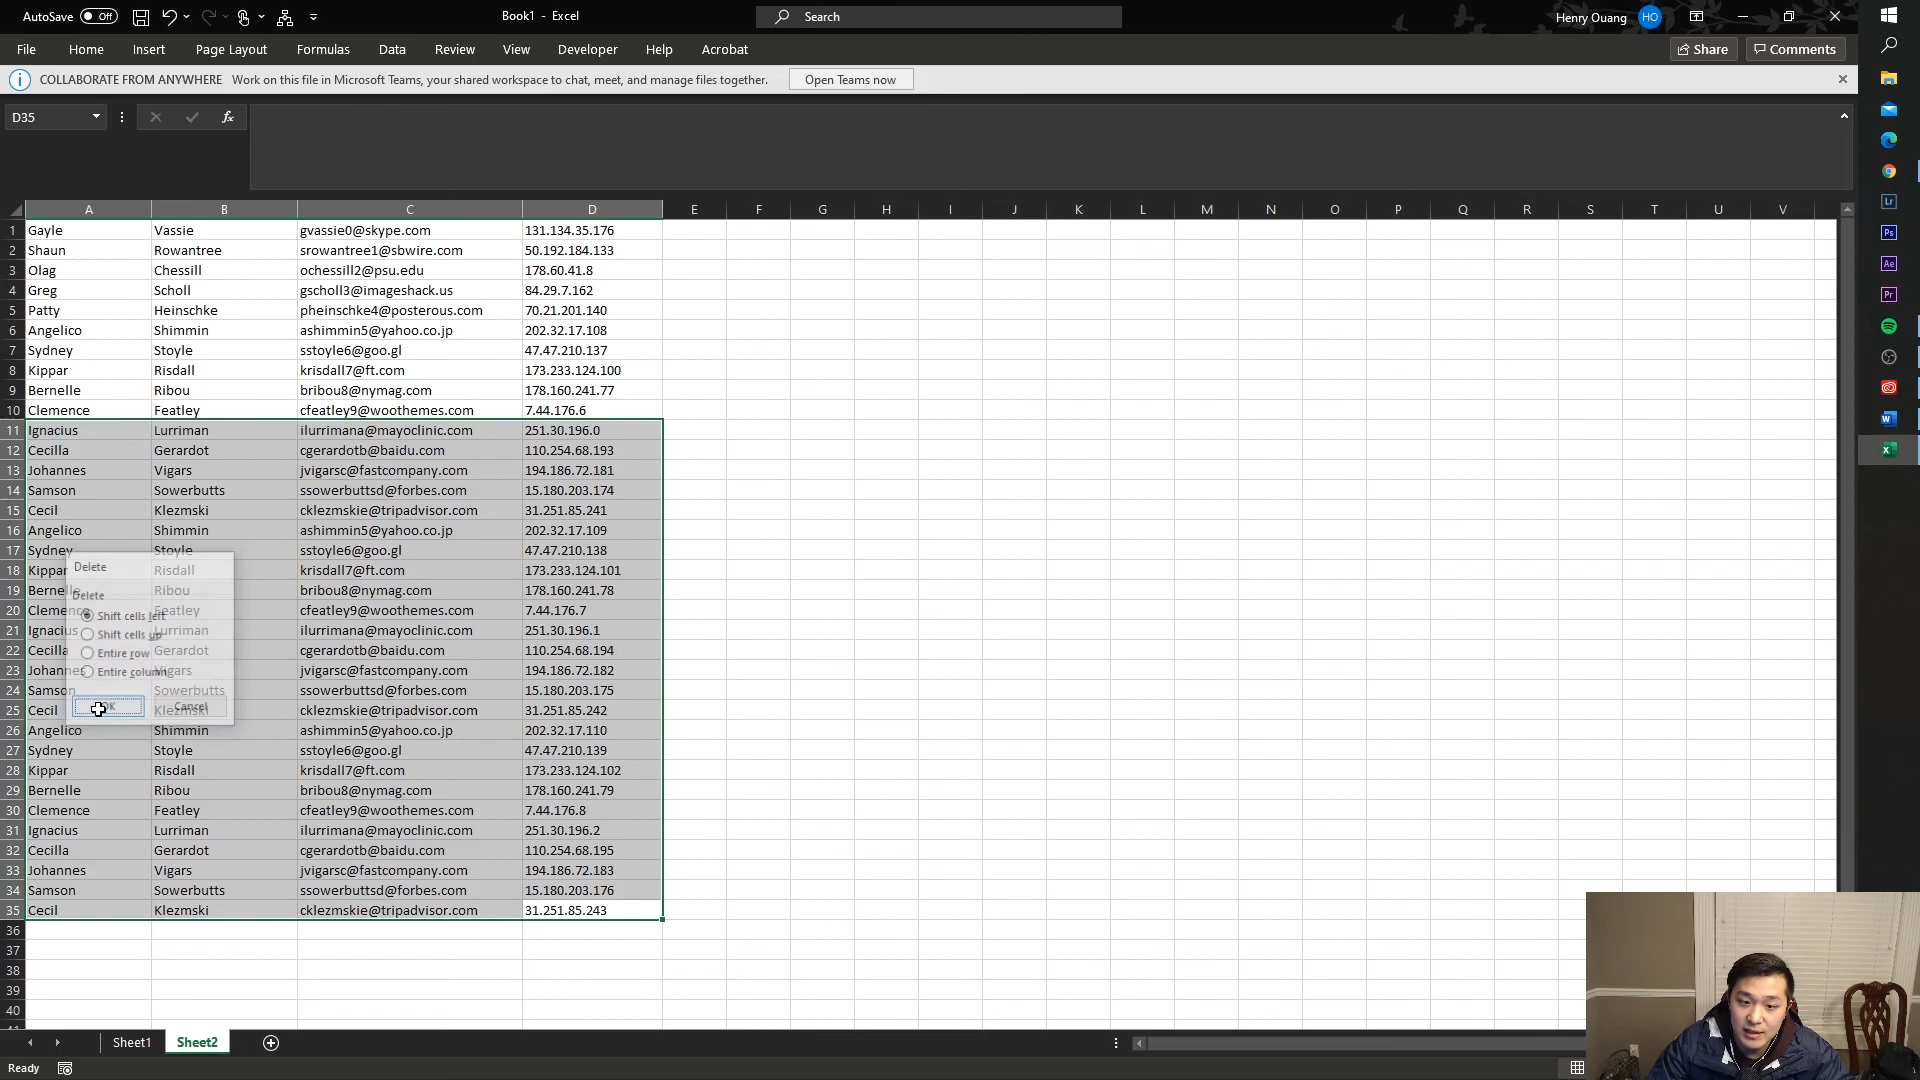 AutoSave Off Book1 - Excel Search Henry Ouang HO
File Home Insert Page Layout Formulas Data Review View Developer Help Acrobat Share Comments
COLLABORATE FROM ANYWHERE Work on this file in Microsoft Teams, your shared workspace to chat, meet, and manage files together. Open Teams now
D35 fx
A B C D E F G H I J K L M N O P Q R S T U V
1 Gayle Vassie gvassie0@skype.com 131.134.35.176
2 Shaun Rowantree srowantree1@sbwire.com 50.192.184.133
3 Olag Chessill ochessill2@psu.edu 178.60.41.8
4 Greg Scholl gscholl3@imageshack.us 84.29.7.162
5 Patty Heinschke pheinschke4@posterous.com 70.21.201.140
6 Angelico Shimmin ashimmin5@yahoo.co.jp 202.32.17.108
7 Sydney Stoyle sstoyle6@goo.gl 47.47.210.137
8 Kippar Risdall krisdall7@ft.com 173.233.124.100
9 Bernelle Ribou bribou8@nymag.com 178.160.241.77
10 Clemence Featley cfeatley9@woothemes.com 7.44.176.6
11 Ignacius Lurriman ilurrimana@mayoclinic.com 251.30.196.0
12 Cecilla Gerardot cgerardotb@baidu.com 110.254.68.193
13 Johannes Vigars jvigarsc@fastcompany.com 194.186.72.181
14 Samson Sowerbutts ssowerbuttsd@forbes.com 15.180.203.174
15 Cecil Klezmski cklezmskie@tripadvisor.com 31.251.85.241
16 Angelico Shimmin ashimmin5@yahoo.co.jp 202.32.17.109
17 Sydney Stoyle sstoyle6@goo.gl 47.47.210.138
18 Kippar Risdall krisdall7@ft.com 173.233.124.101
19 Bernelle Ribou bribou8@nymag.com 178.160.241.78
20 Clemence Featley cfeatley9@woothemes.com 7.44.176.7
21 Ignacius Lurriman ilurrimana@mayoclinic.com 251.30.196.1
22 Cecilla Gerardot cgerardotb@baidu.com 110.254.68.194
23 Johannes Vigars jvigarsc@fastcompany.com 194.186.72.182
24 Samson Sowerbutts ssowerbuttsd@forbes.com 15.180.203.175
25 Cecil Klezmski cklezmskie@tripadvisor.com 31.251.85.242
26 Angelico Shimmin ashimmin5@yahoo.co.jp 202.32.17.110
27 Sydney Stoyle sstoyle6@goo.gl 47.47.210.139
28 Kippar Risdall krisdall7@ft.com 173.233.124.102
29 Bernelle Ribou bribou8@nymag.com 178.160.241.79
30 Clemence Featley cfeatley9@woothemes.com 7.44.176.8
31 Ignacius Lurriman ilurrimana@mayoclinic.com 251.30.196.2
32 Cecilla Gerardot cgerardotb@baidu.com 110.254.68.195
33 Johannes Vigars jvigarsc@fastcompany.com 194.186.72.183
34 Samson Sowerbutts ssowerbuttsd@forbes.com 15.180.203.176
35 Cecil Klezmski cklezmskie@tripadvisor.com 31.251.85.243
36
37
38
39
40
Delete
Delete
Shift cells left
Shift cells up
Entire row
Entire column
OK Cancel
Sheet1 Sheet2
Ready
Lr
Ps
Ae
Pr